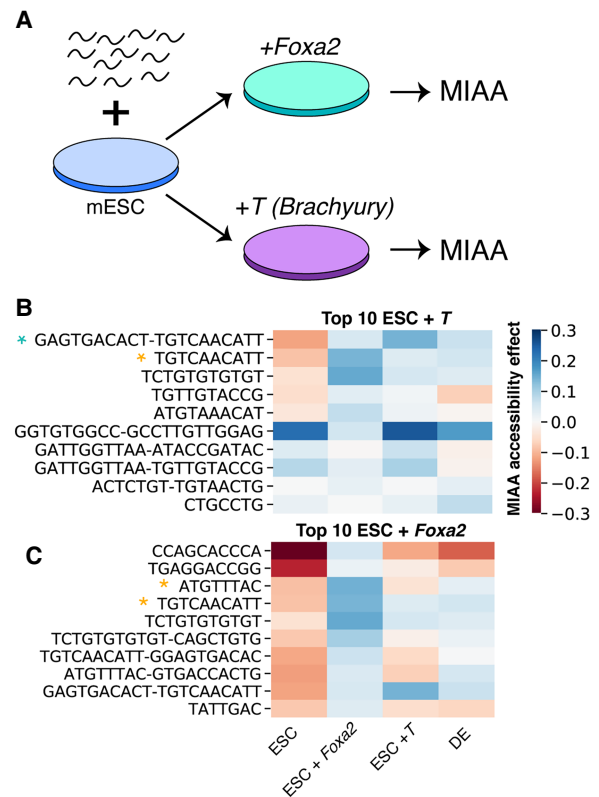 A
+Foxa2
+
MIAA
mESC
+T (Brachyury)
MIAA
B
Top 10 ESC + T
* GAGTGACACT-TGTCAACATT
* TGTCAACATT
TCTGTGTGTGT
TGTTGTACCG
ATGTAAACAT
GGTGTGGCC-GCCTTGTTGGAG
GATTGGTTAA-ATACCGATAC
GATTGGTTAA-TGTTGTACCG
ACTCTGT-TGTAACTG
CTGCCTG
0.3
0.2
0.1
0.0
−0.1
−0.2
−0.3
MIAA accessibility effect
C
Top 10 ESC + Foxa2
CCAGCACCCA
TGAGGACCGG
* ATGTTTAC
* TGTCAACATT
TCTGTGTGTGT
TCTGTGTGTGT-CAGCTGTG
TGTCAACATT-GGAGTGACAC
ATGTTTAC-GTGACCACTG
GAGTGACACT-TGTCAACATT
TATTGAC
ESC
ESC + Foxa2
ESC +T
DE